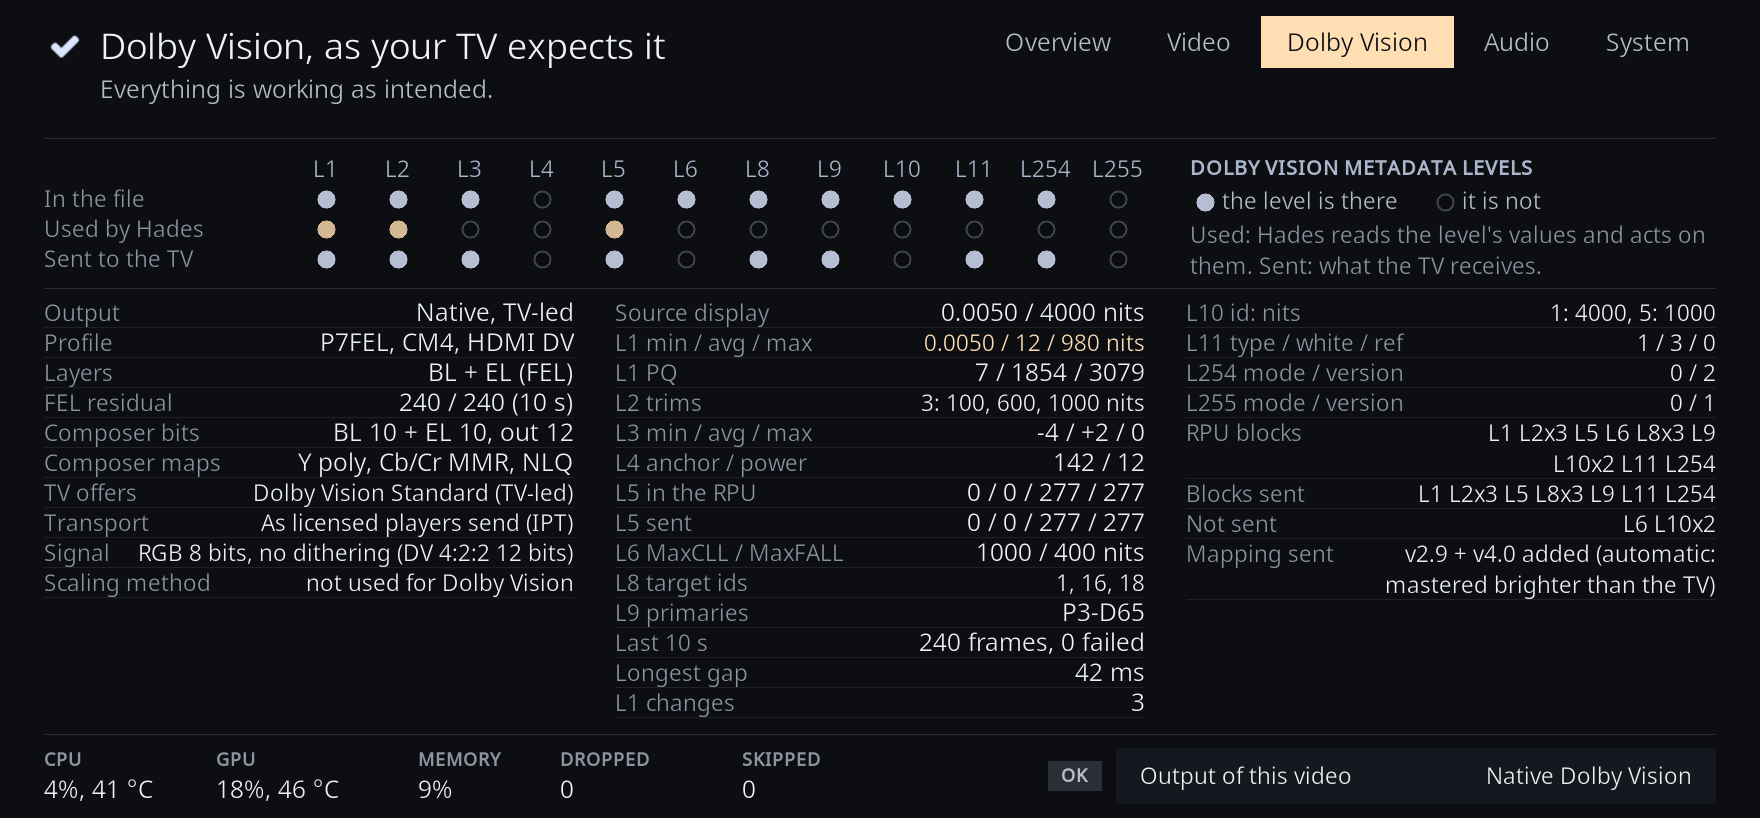 Dolby Vision, as your TV expects it
Everything is working as intended.
Overview Video Dolby Vision Audio System
L1 L2 L3 L4 L5 L6 L8 L9 L10 L11 L254 L255
In the file
Used by Hades
Sent to the TV
DOLBY VISION METADATA LEVELS
the level is there it is not
Used: Hades reads the level's values and acts on
them. Sent: what the TV receives.
Output Native, TV-led
Profile P7FEL, CM4, HDMI DV
Layers BL + EL (FEL)
FEL residual 240 / 240 (10 s)
Composer bits BL 10 + EL 10, out 12
Composer maps Y poly, Cb/Cr MMR, NLQ
TV offers Dolby Vision Standard (TV-led)
Transport As licensed players send (IPT)
Signal RGB 8 bits, no dithering (DV 4:2:2 12 bits)
Scaling method not used for Dolby Vision
Source display 0.0050 / 4000 nits
L1 min / avg / max 0.0050 / 12 / 980 nits
L1 PQ 7 / 1854 / 3079
L2 trims 3: 100, 600, 1000 nits
L3 min / avg / max -4 / +2 / 0
L4 anchor / power 142 / 12
L5 in the RPU 0 / 0 / 277 / 277
L5 sent 0 / 0 / 277 / 277
L6 MaxCLL / MaxFALL 1000 / 400 nits
L8 target ids 1, 16, 18
L9 primaries P3-D65
Last 10 s 240 frames, 0 failed
Longest gap 42 ms
L1 changes 3
L10 id: nits 1: 4000, 5: 1000
L11 type / white / ref 1 / 3 / 0
L254 mode / version 0 / 2
L255 mode / version 0 / 1
RPU blocks L1 L2x3 L5 L6 L8x3 L9
L10x2 L11 L254
Blocks sent L1 L2x3 L5 L8x3 L9 L11 L254
Not sent L6 L10x2
Mapping sent v2.9 + v4.0 added (automatic:
mastered brighter than the TV)
CPU GPU MEMORY DROPPED SKIPPED
4%, 41 °C 18%, 46 °C 9% 0 0
OK Output of this video Native Dolby Vision